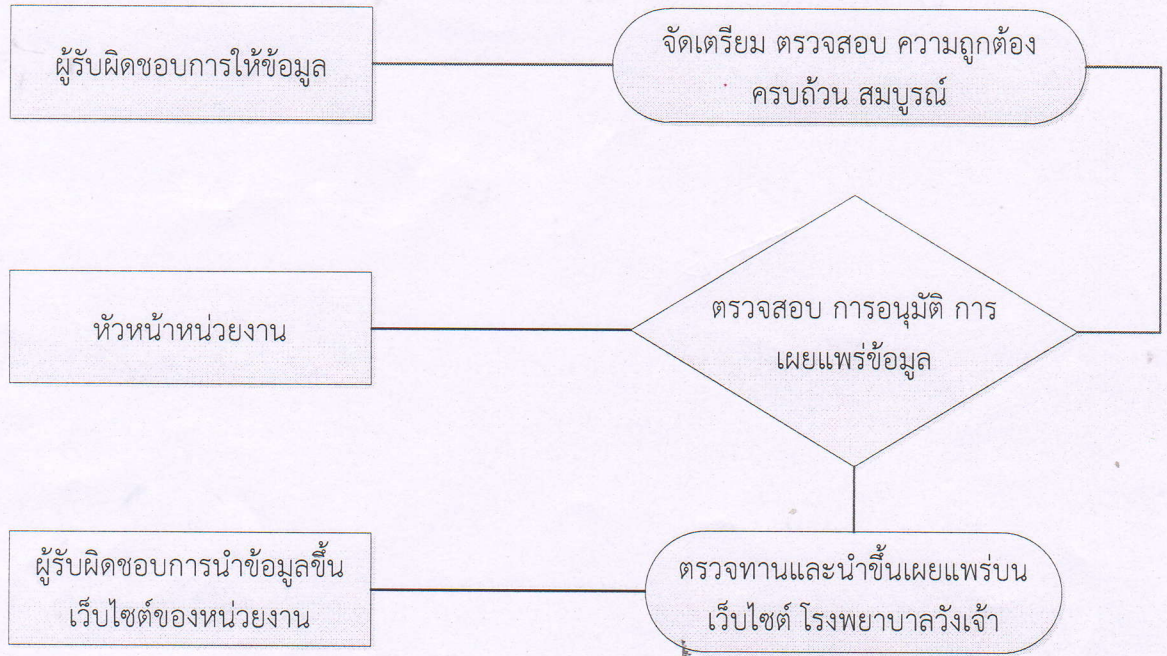 ผู้รับผิดชอบการให้ข้อมูล
จัดเตรียม ตรวจสอบ ความถูกต้อง
ครบถ้วน สมบูรณ์
หัวหน้าหน่วยงาน
ตรวจสอบ การอนุมัติ การ
เผยแพร่ข้อมูล
ผู้รับผิดชอบการนำข้อมูลขึ้น
เว็บไซต์ของหน่วยงาน
ตรวจทานและนำขึ้นเผยแพร่บน
เว็บไซต์ โรงพยาบาลวังเจ้า